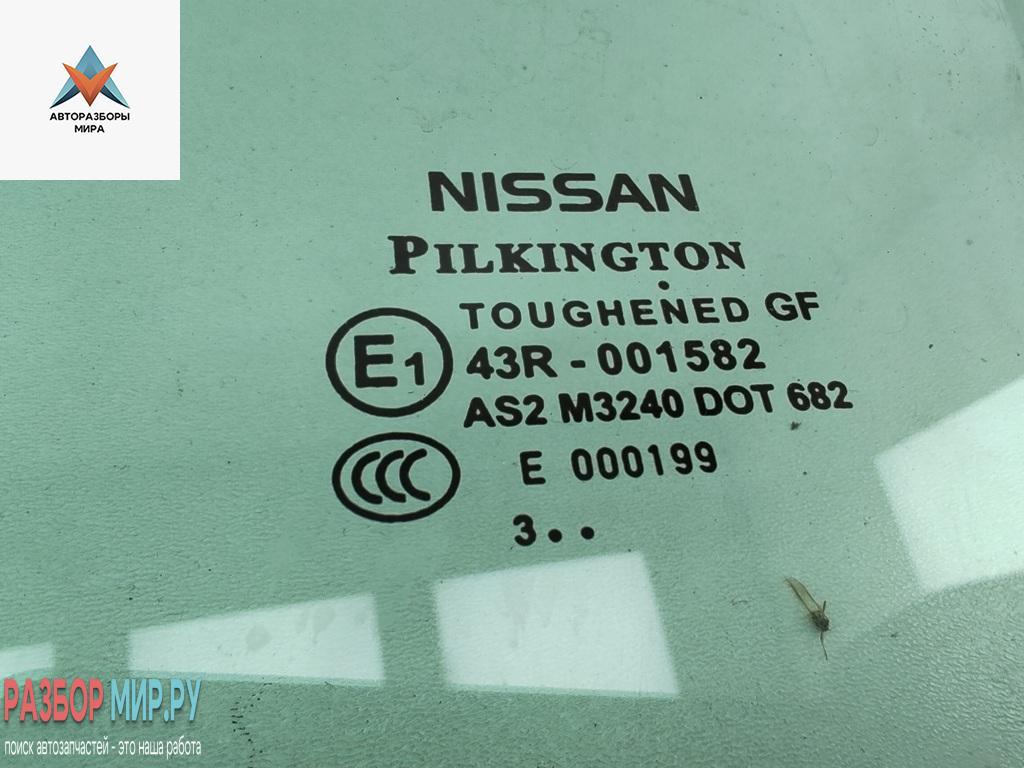 АВТОРАЗБОРЫ
МИРА
NISSAN
PILKINGTON
TOUGHENED GF
E1
43R - 001582
AS2 M3240 DOT 682
CCC
E 000199
3..
РАЗБОР МИР.РУ
поиск автозапчастей - это наша работа